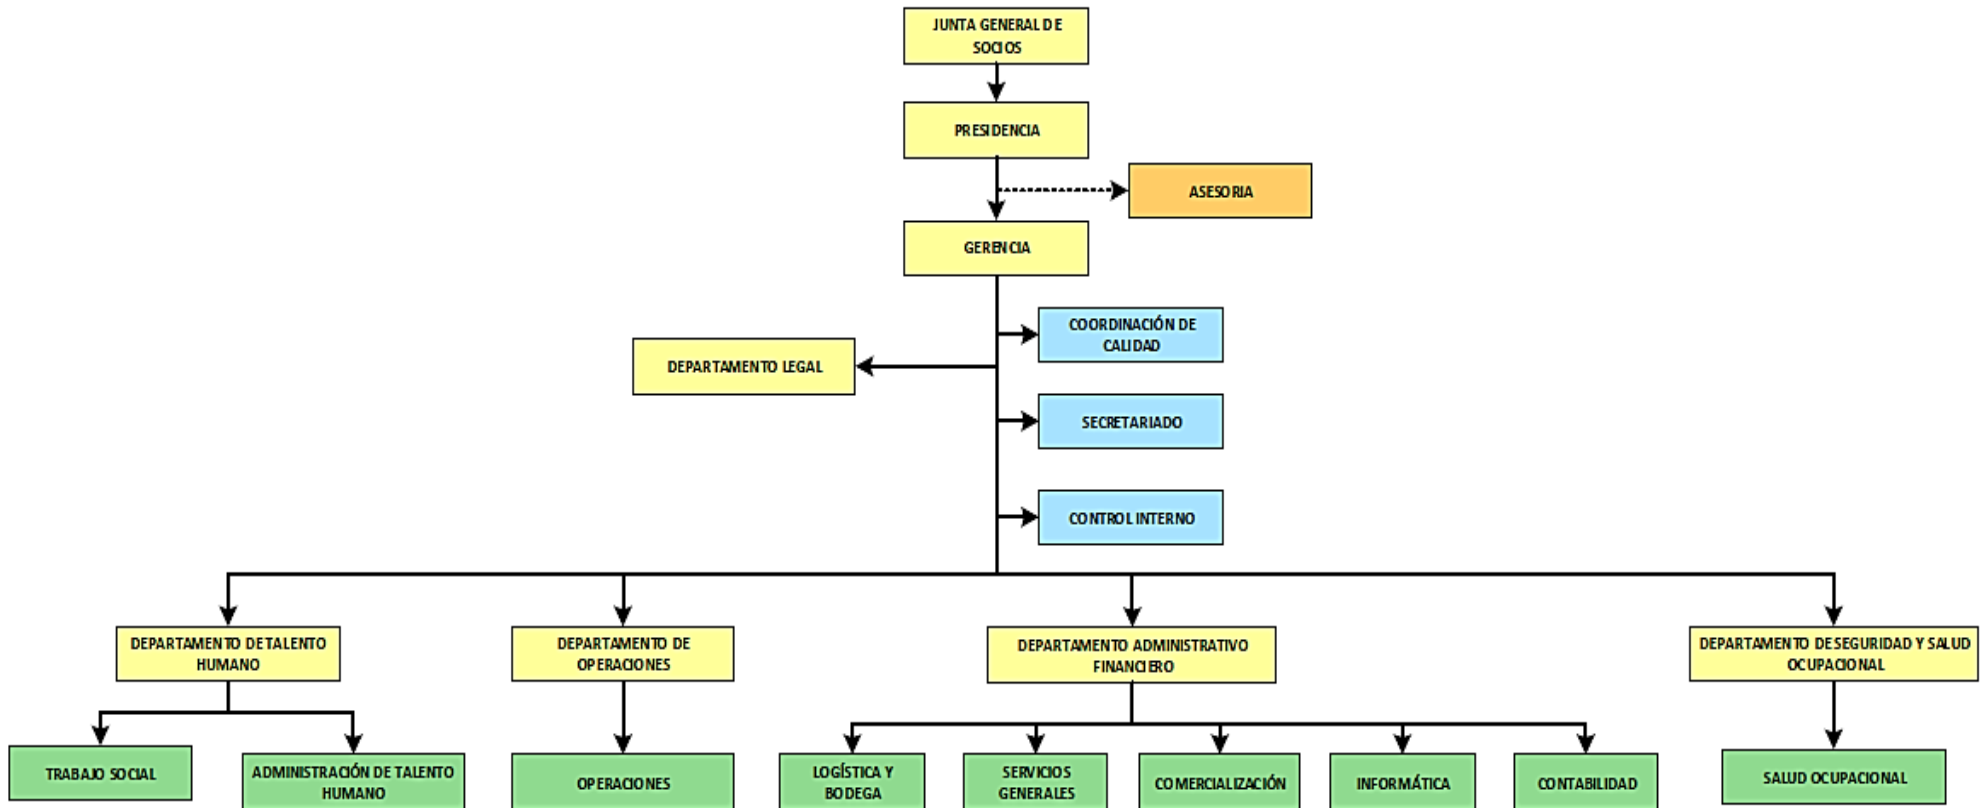 JUNTA GENERAL DE
SOCIOS
PRESIDENCIA
ASESORIA
GERENCIA
COORDINACIÓN DE
CALIDAD
DEPARTAMENTO LEGAL
SECRETARIADO
CONTROL INTERNO
DEPARTAMENTO DE TALENTO
HUMANO
DEPARTAMENTO DE
OPERACIONES
DEPARTAMENTO ADMINISTRATIVO
FINANCIERO
DEPARTAMENTO DE SEGURIDAD Y SALUD
OCUPACIONAL
TRABAJO SOCIAL
ADMINISTRACIÓN DE TALENTO
HUMANO
OPERACIONES
LOGÍSTICA Y
BODEGA
SERVICIOS
GENERALES
COMERCIALIZACIÓN
INFORMÁTICA
CONTABILIDAD
SALUD OCUPACIONAL